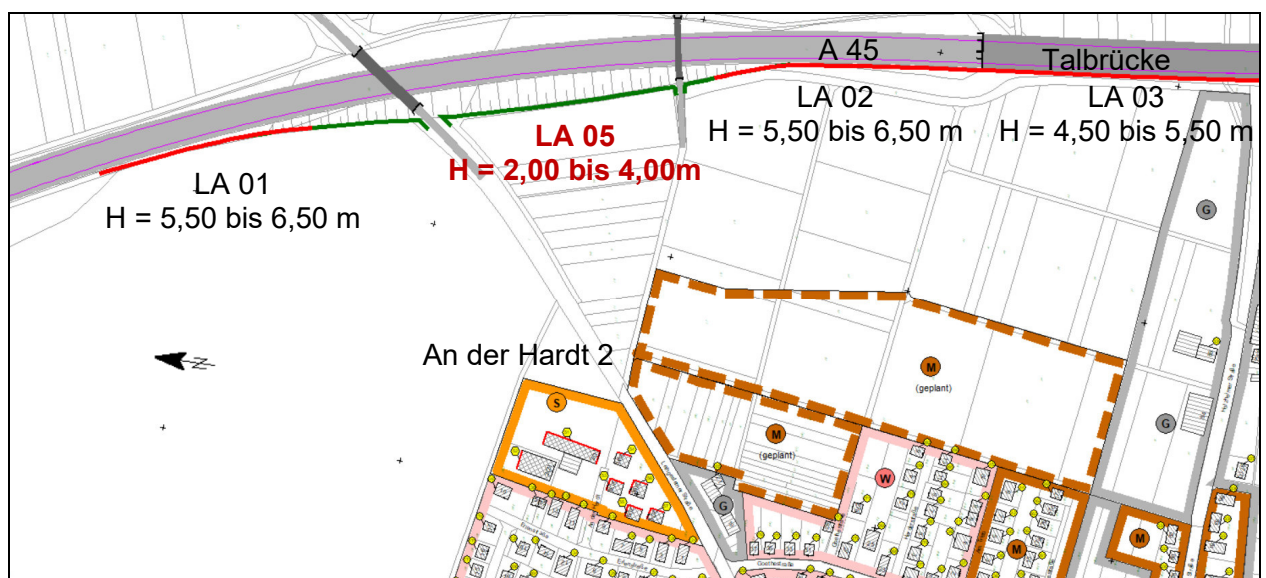 A 45
Talbrücke
LA 02
H = 5,50 bis 6,50 m
LA 03
H = 4,50 bis 5,50 m
LA 05
H = 2,00 bis 4,00m
LA 01
H = 5,50 bis 6,50 m
G
N
An der Hardt 2
M
(geplant)
S
G
M
(geplant)
W
G
M
M
Goethestraße